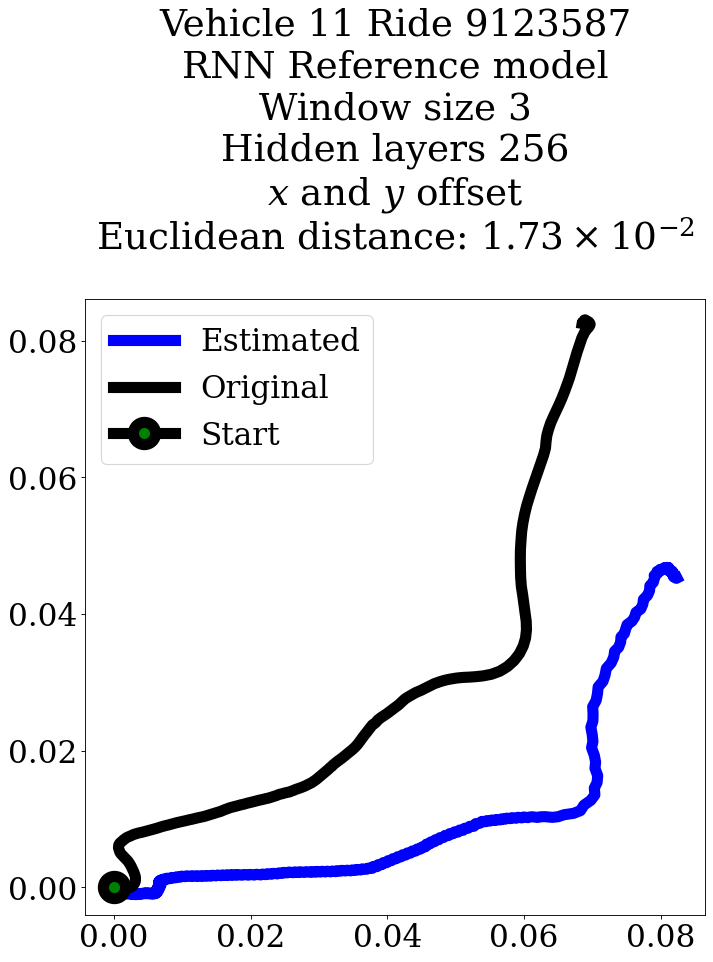 Vehicle 11 Ride 9123587
RNN Reference model
Window size 3
Hidden layers 256
x and y offset
Euclidean distance: 1.73 × 10⁻²
Estimated
Original
Start
0.08
0.06
0.04
0.02
0.00
0.00 0.02 0.04 0.06 0.08